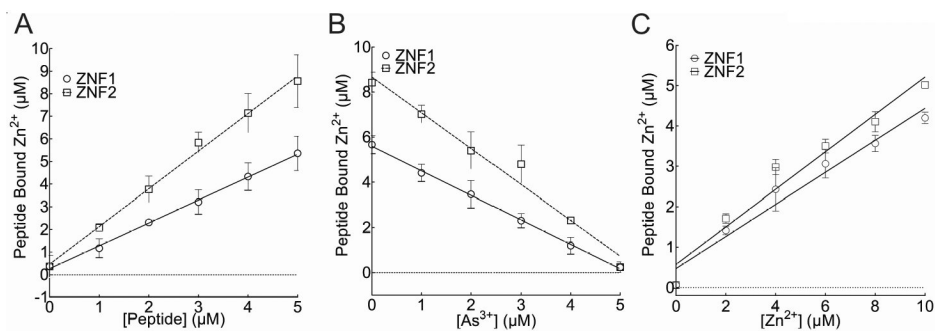 A
10
9
8
7
6
5
4
3
2
1
0
-1
Peptide Bound Zn²⁺ (μM)
ZNF1
ZNF2
0 1 2 3 4 5
[Peptide] (μM)
B
10
8
6
4
2
0
Peptide Bound Zn²⁺ (μM)
ZNF1
ZNF2
0 1 2 3 4 5
[As³⁺] (μM)
C
6
5
4
3
2
1
0
Peptide Bound Zn²⁺ (μM)
ZNF1
ZNF2
0 2 4 6 8 10
[Zn²⁺] (μM)